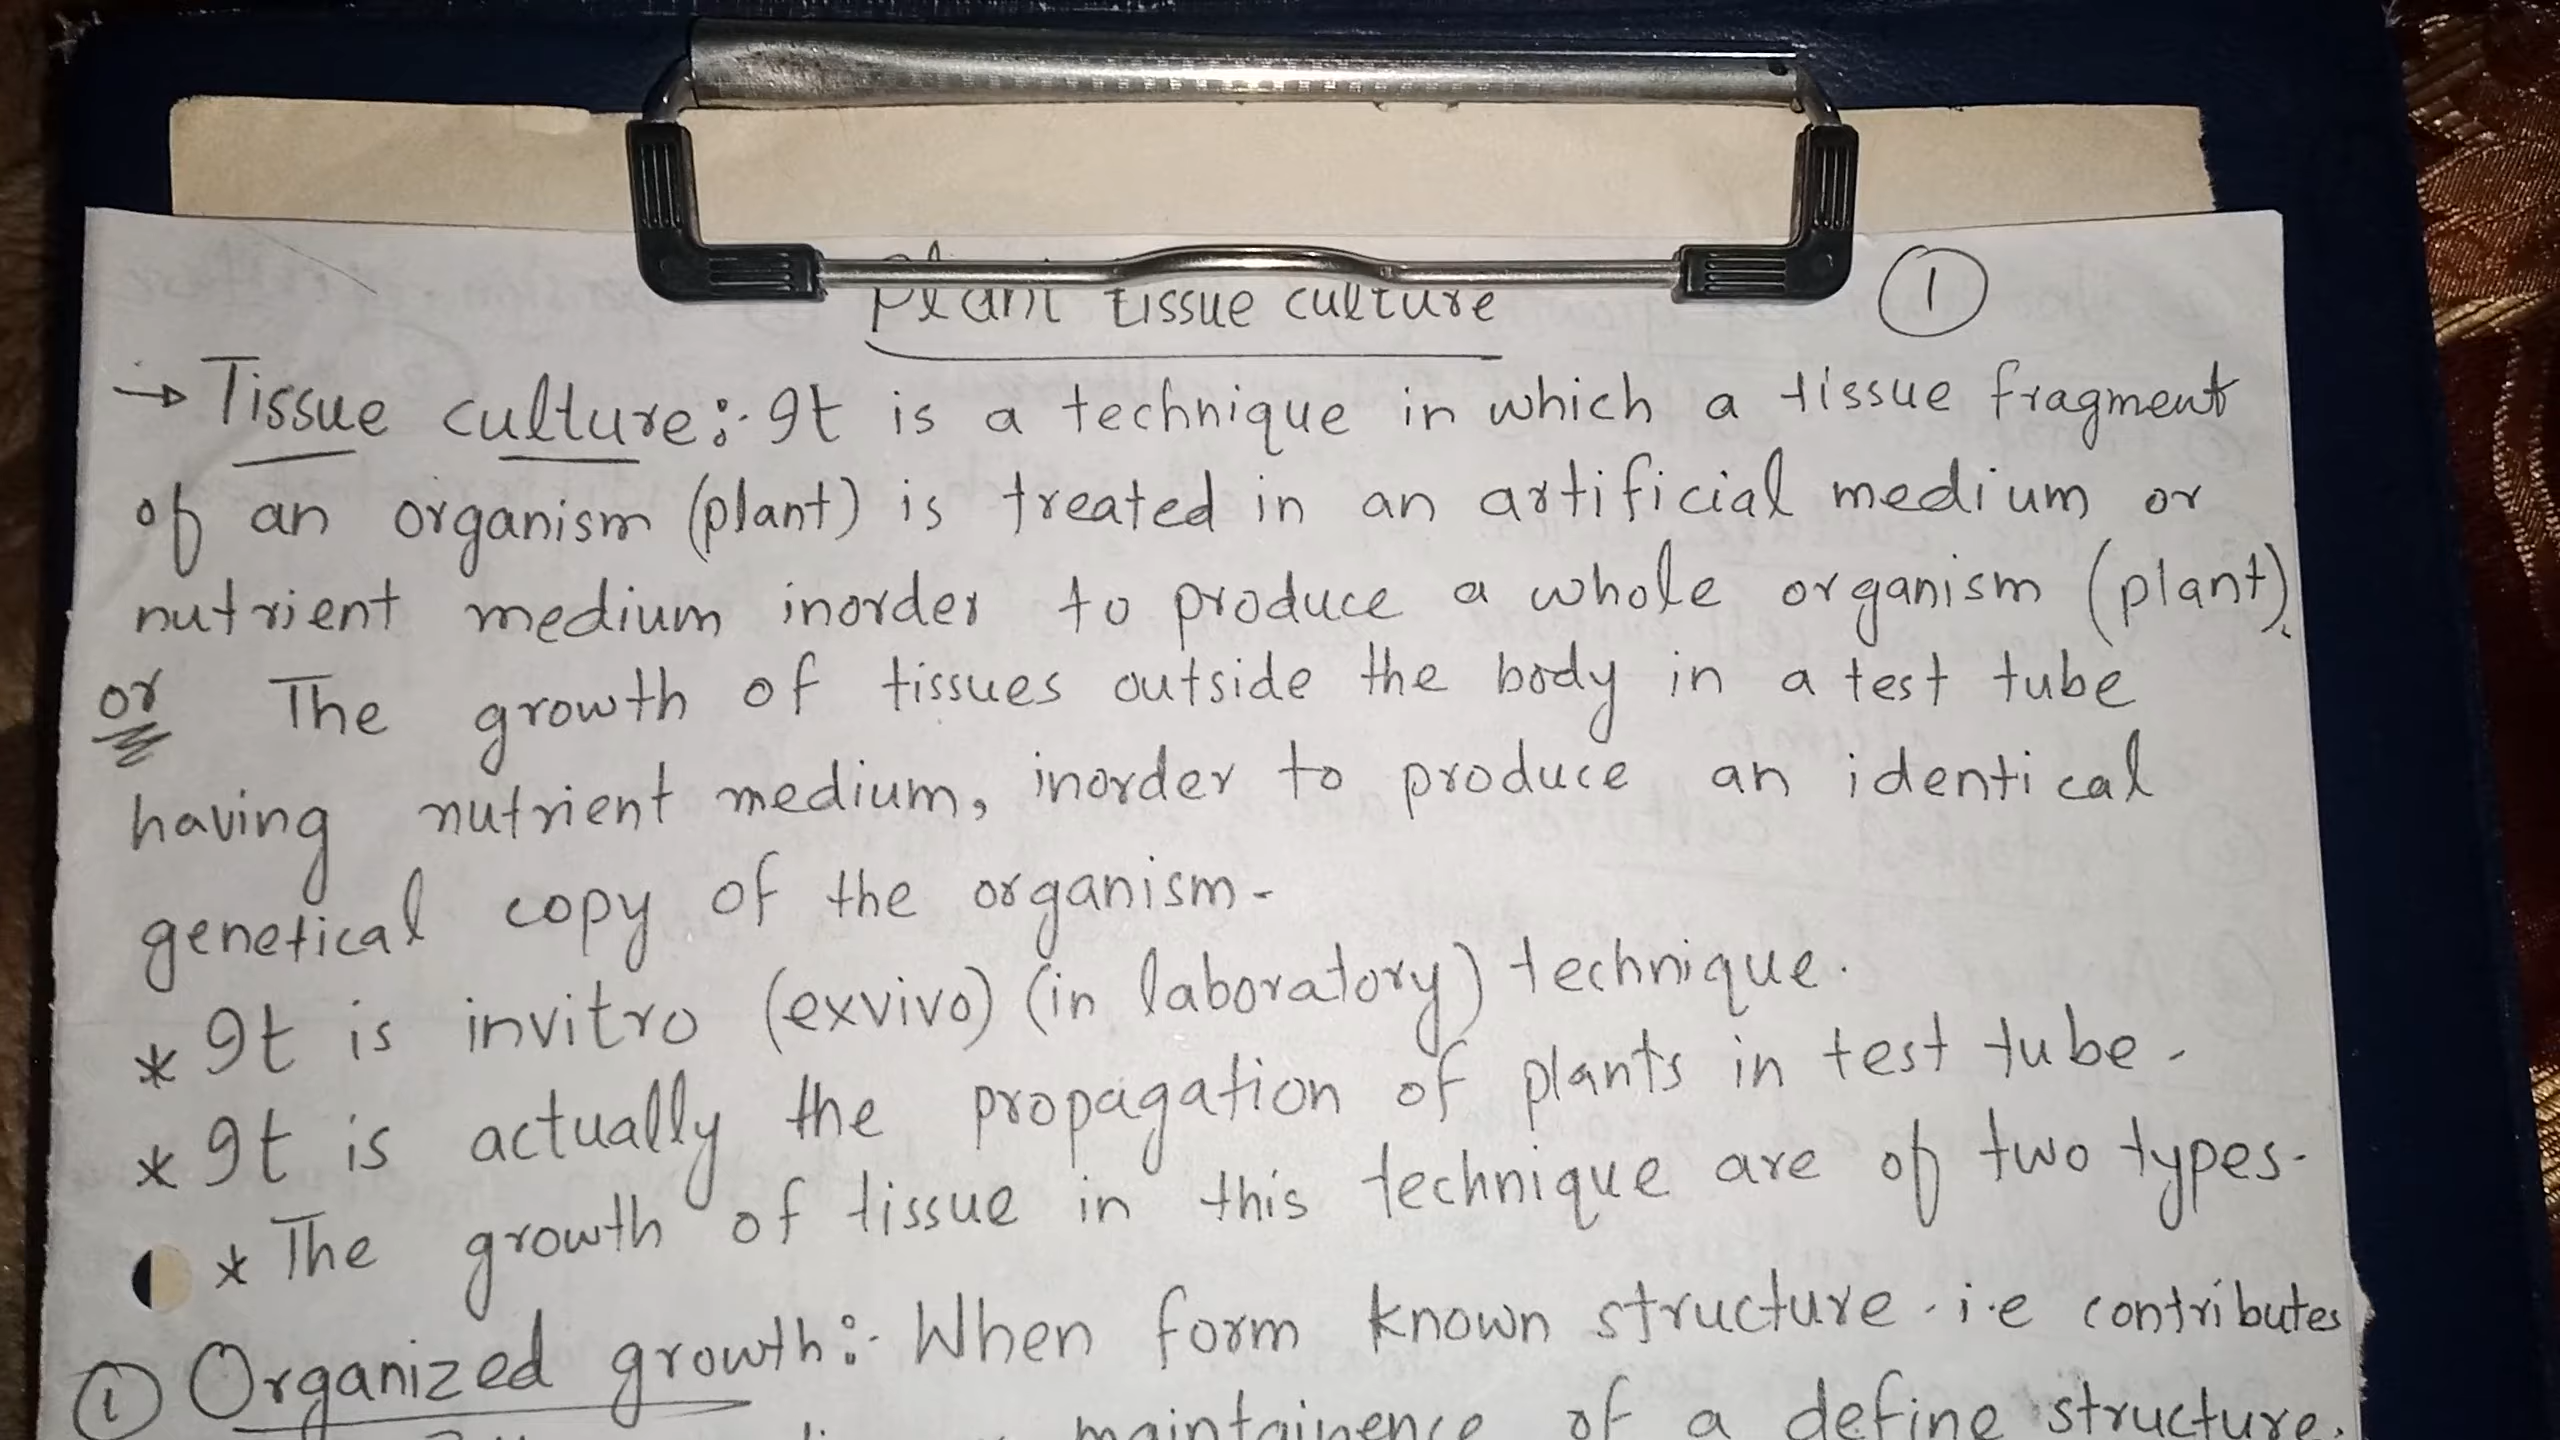 Plant tissue culture
1
→ Tissue culture:- It is a technique in which a tissue fragment
of an organism (plant) is treated in an artificial medium or
nutrient medium inorder to produce a whole organism (plant).
or The growth of tissues outside the body in a test tube
having nutrient medium, inorder to produce an identical
genetical copy of the organism-
* It is invitro (exvivo) (in laboratory) technique.
* It is actually the propagation of plants in test tube.
* The growth of tissue in this technique are of two types.
① Organized growth:- When form known structure. i.e contributes
maintainence of a define structure.